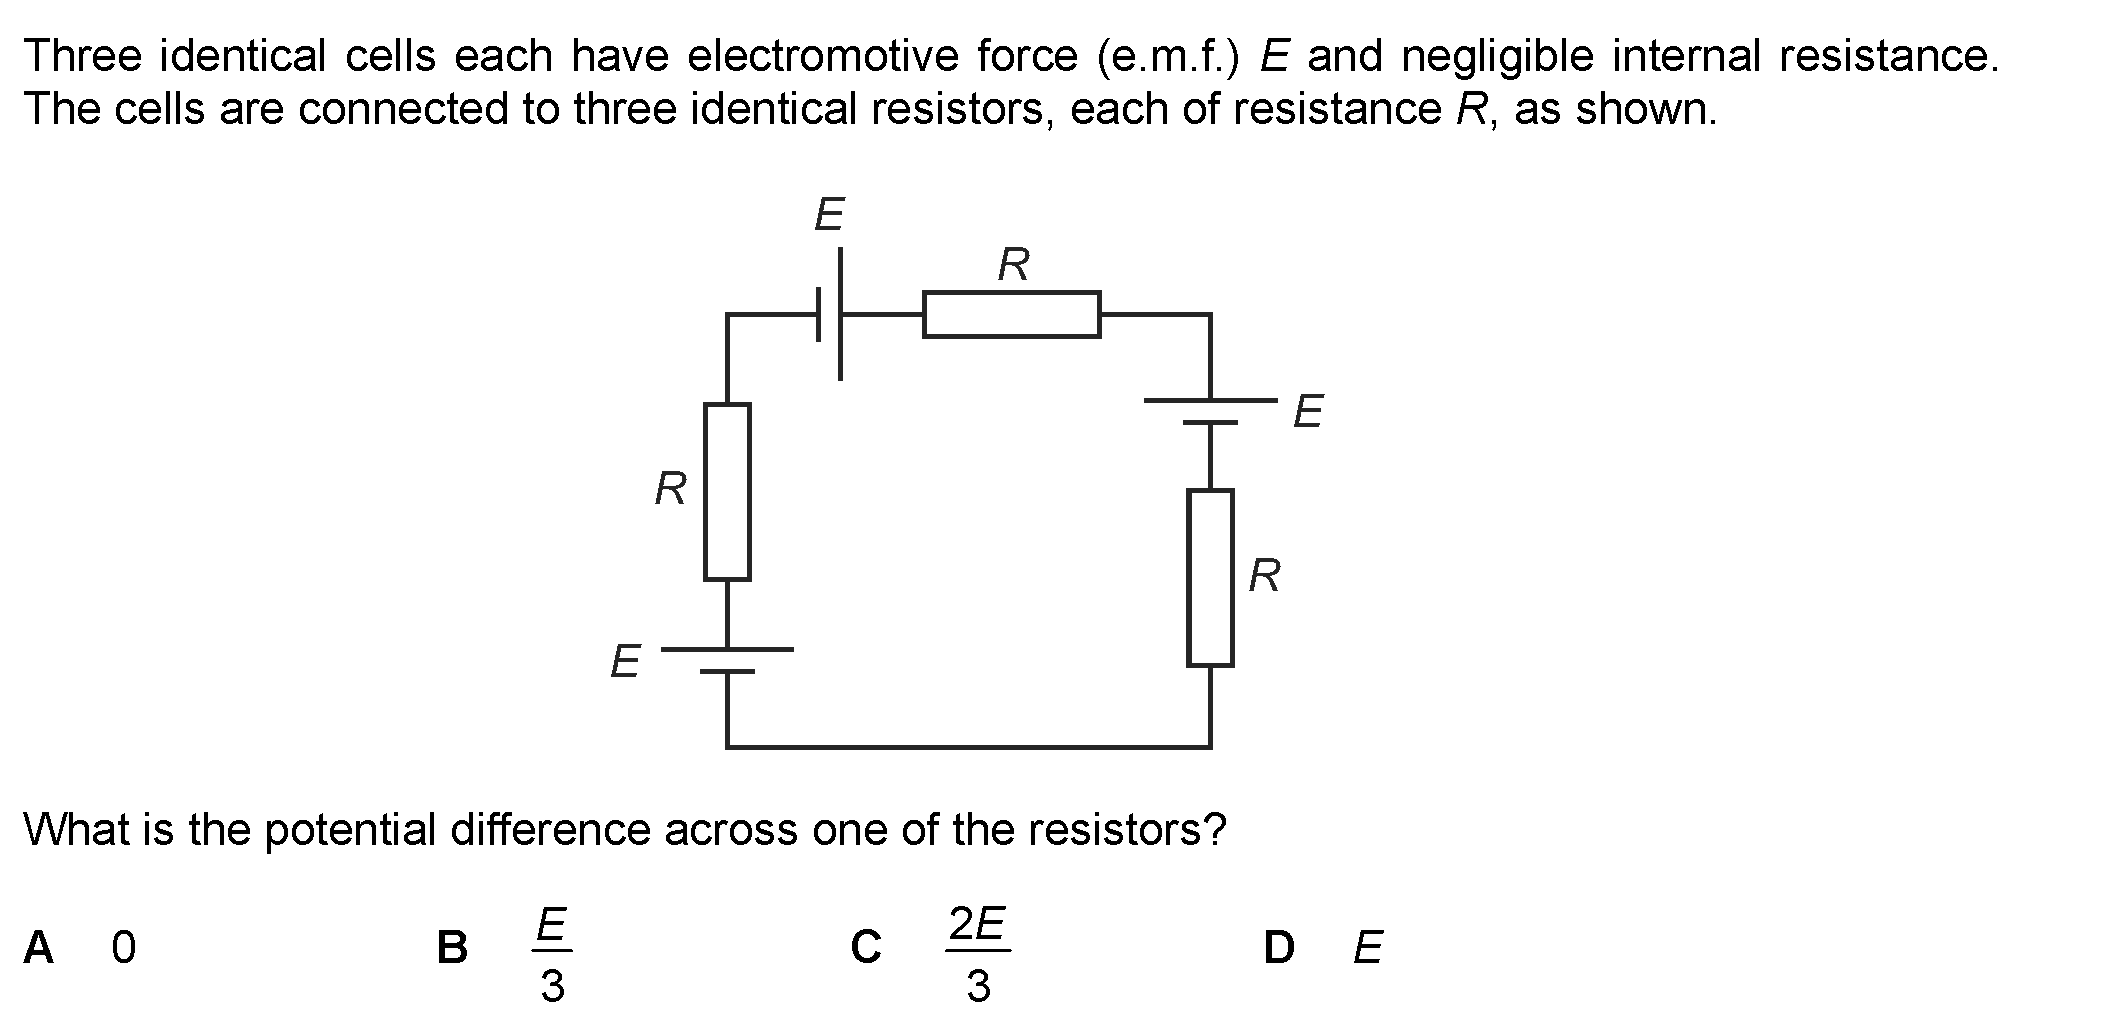 Three identical cells each have electromotive force (e.m.f.) E and negligible internal resistance.
The cells are connected to three identical resistors, each of resistance R, as shown.
E
R
E
R
R
E
What is the potential difference across one of the resistors?
A 0 B E/3 C 2E/3 D E